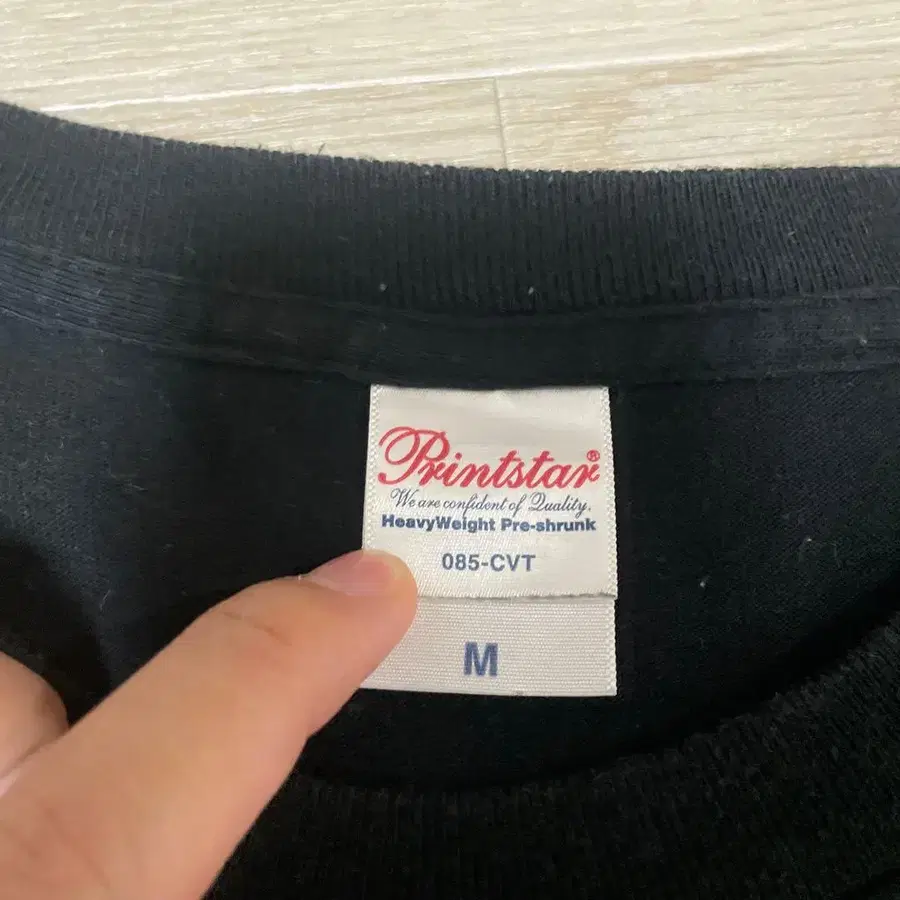 Printstar®
We are confident of Quality.
HeavyWeight Pre-shrunk
085-CVT
M